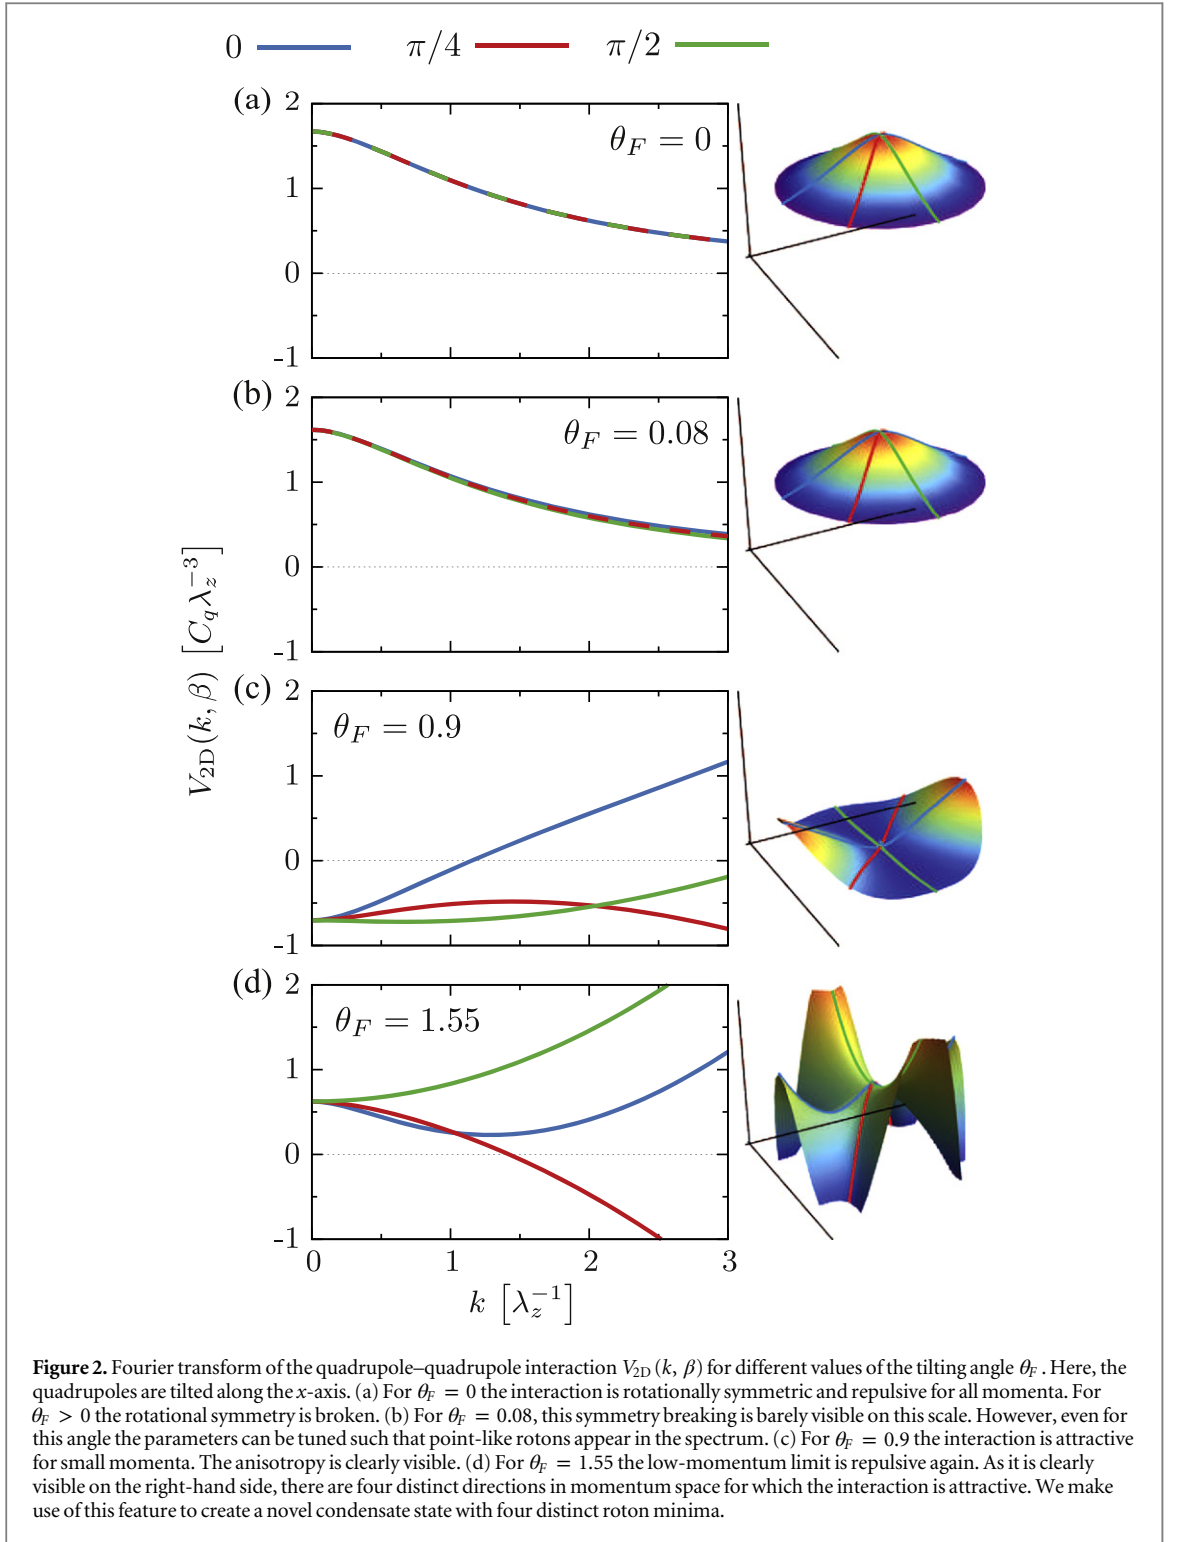 0 π/4 π/2
(a) 2
θ_F = 0
1
0
-1
(b) 2
θ_F = 0.08
1
0
-1
V_2D(k, β) [C_q λ_z^{-3}]
(c) 2
θ_F = 0.9
1
0
-1
(d) 2
θ_F = 1.55
1
0
-1
0 1 2 3
k [λ_z^{-1}]
Figure 2. Fourier transform of the quadrupole–quadrupole interaction V_2D (k, β) for different values of the tilting angle θ_F. Here, the
quadrupoles are tilted along the x-axis. (a) For θ_F = 0 the interaction is rotationally symmetric and repulsive for all momenta. For
θ_F > 0 the rotational symmetry is broken. (b) For θ_F = 0.08, this symmetry breaking is barely visible on this scale. However, even for
this angle the parameters can be tuned such that point-like rotons appear in the spectrum. (c) For θ_F = 0.9 the interaction is attractive
for small momenta. The anisotropy is clearly visible. (d) For θ_F = 1.55 the low-momentum limit is repulsive again. As it is clearly
visible on the right-hand side, there are four distinct directions in momentum space for which the interaction is attractive. We make
use of this feature to create a novel condensate state with four distinct roton minima.